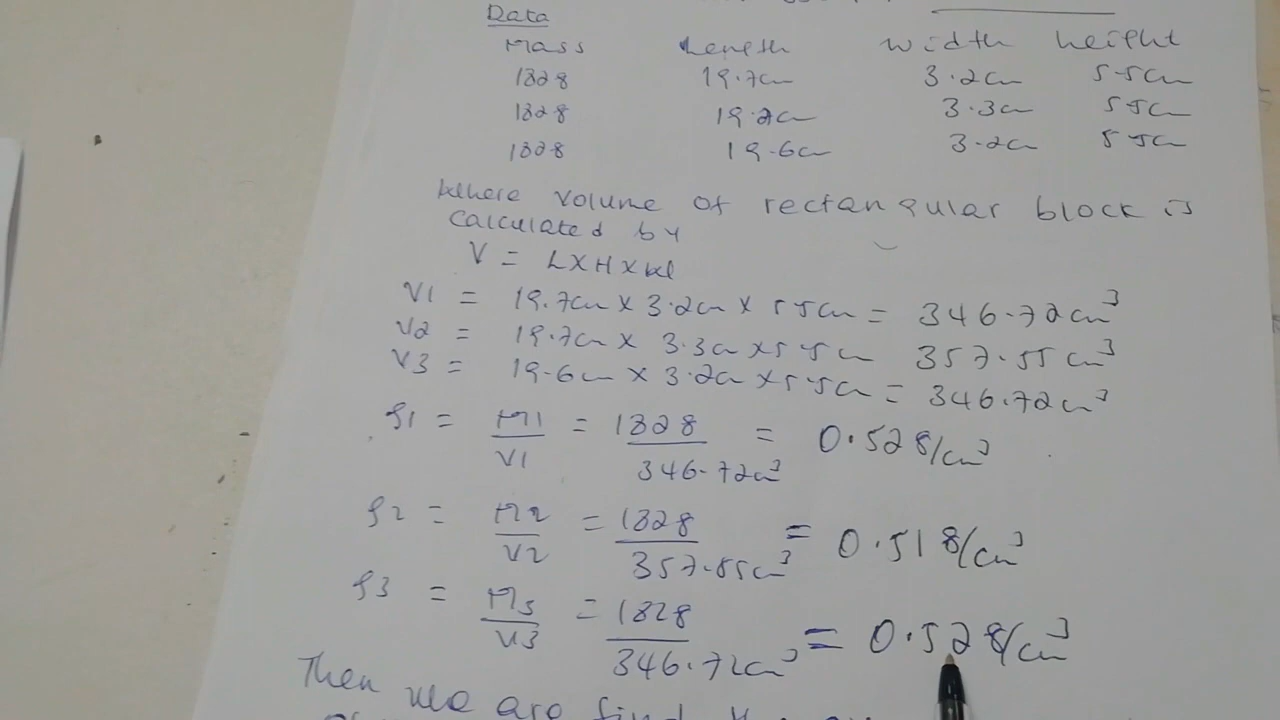 Data
Mass Length width height
182g 19.7cm 3.2cm 5.5cm
182g 19.7cm 3.3cm 5.5cm
182g 19.6cm 3.2cm 5.5cm
Where volume of rectangular block is
calculated by
V = L×H×W
V1 = 19.7cm × 3.2cm × 5.5cm = 346.72cm³
V2 = 19.7cm × 3.3cm × 5.5cm 357.55cm³
V3 = 19.6cm × 3.2cm × 5.5cm = 346.72cm³
ρ1 = M1/V1 = 182g/346.72cm³ = 0.52g/cm³
ρ2 = M2/V2 = 182g/357.55cm³ = 0.51g/cm³
ρ3 = M3/V3 = 182g/346.72cm³ = 0.52g/cm³
Then we are find the